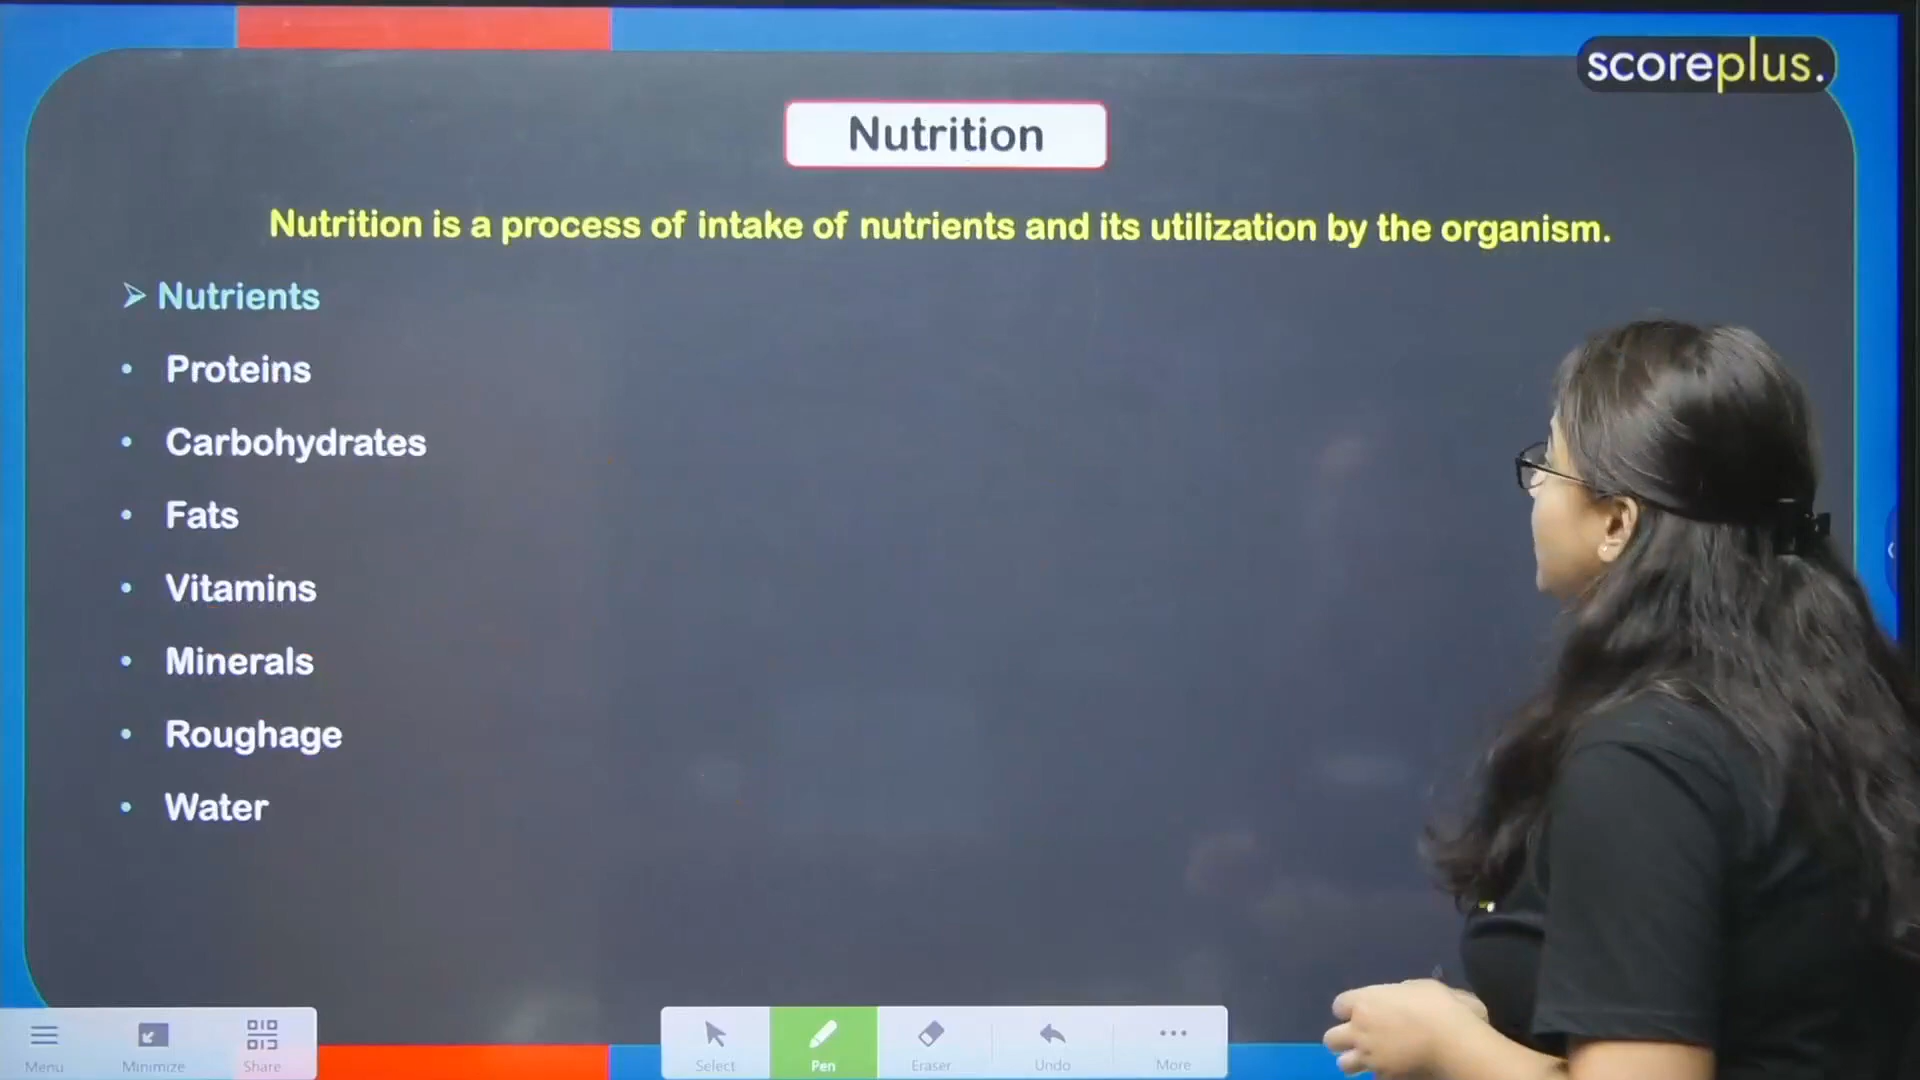 scoreplus.
Nutrition
Nutrition is a process of intake of nutrients and its utilization by the organism.
➢ Nutrients
• Proteins
• Carbohydrates
• Fats
• Vitamins
• Minerals
• Roughage
• Water
Menu
Minimize
Share
Select
Pen
Eraser
Undo
More